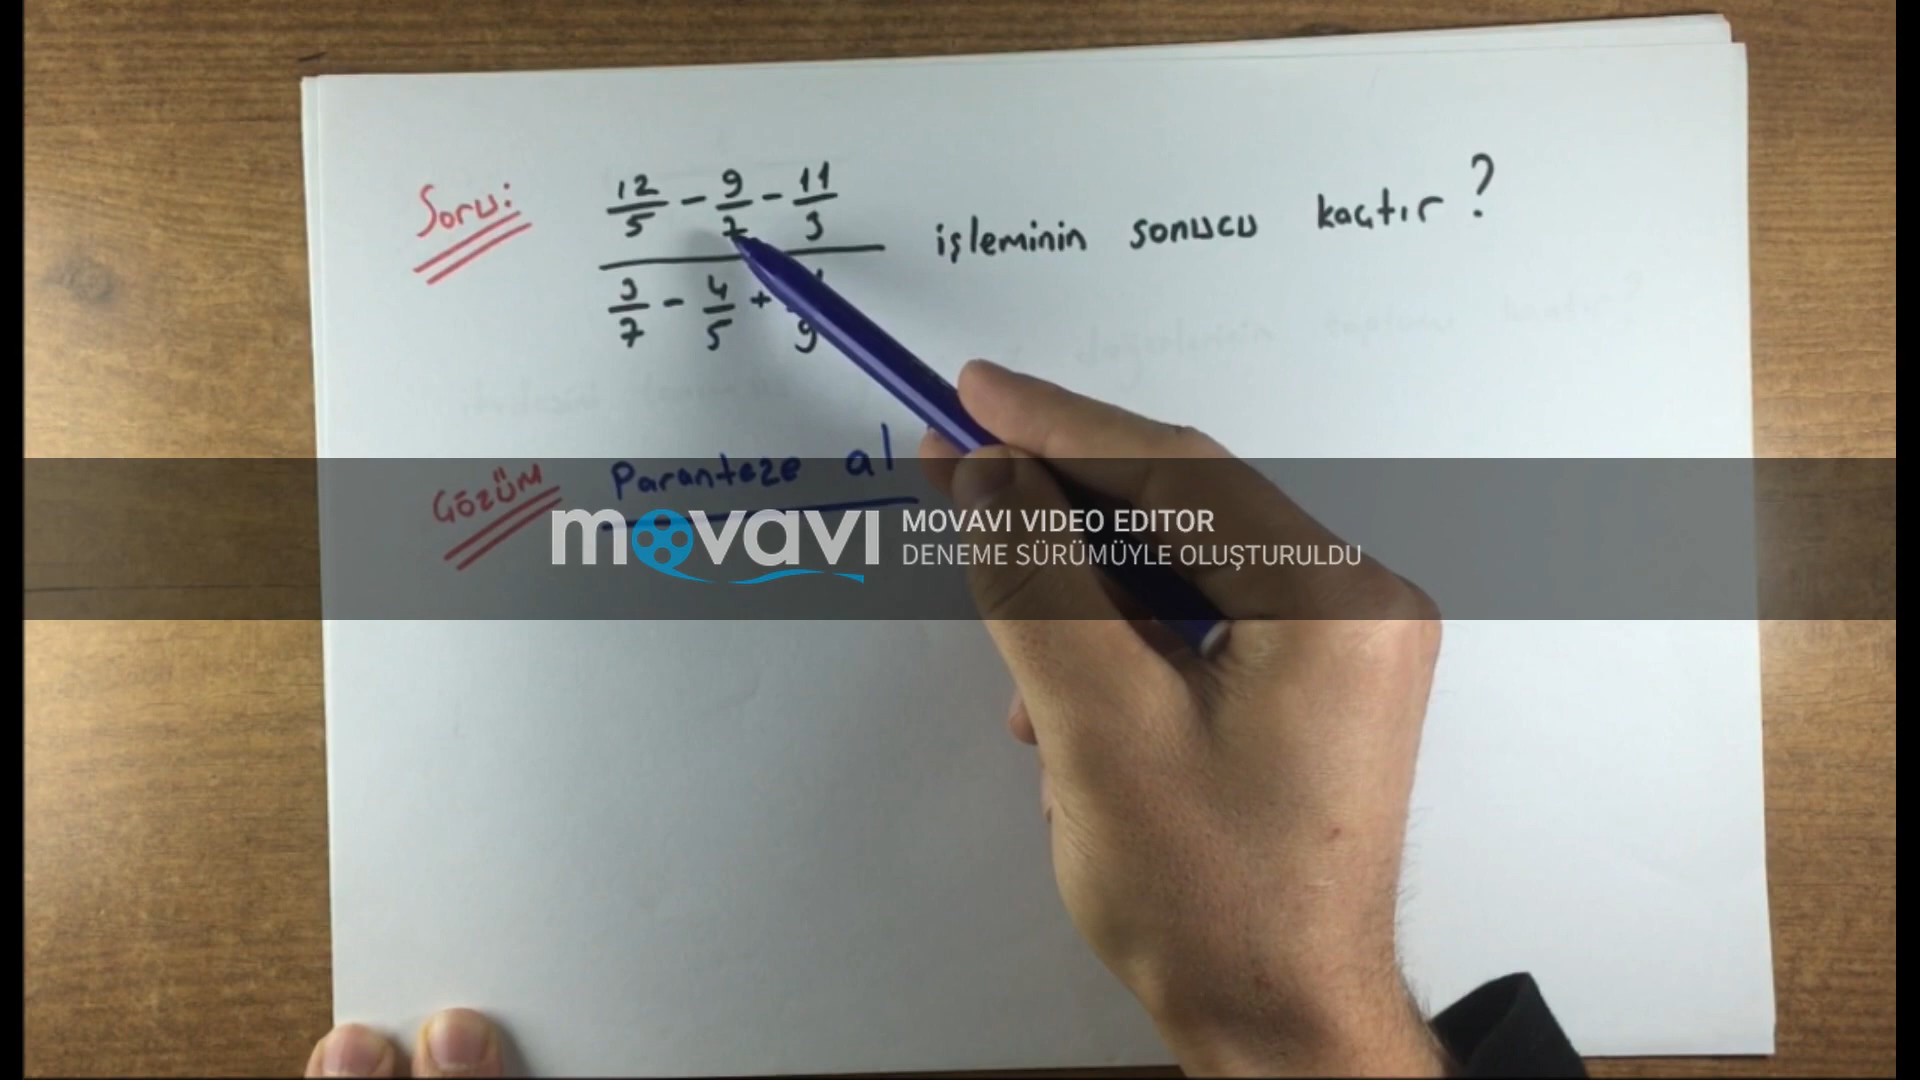 Soru: 12/5 - 9/7 - 11/3 işleminin sonucu kaçtır ?
3/7 - 4/5 + /9
Çözüm Paranteze al
movavi MOVAVI VIDEO EDITOR
DENEME SÜRÜMÜYLE OLUŞTURULDU